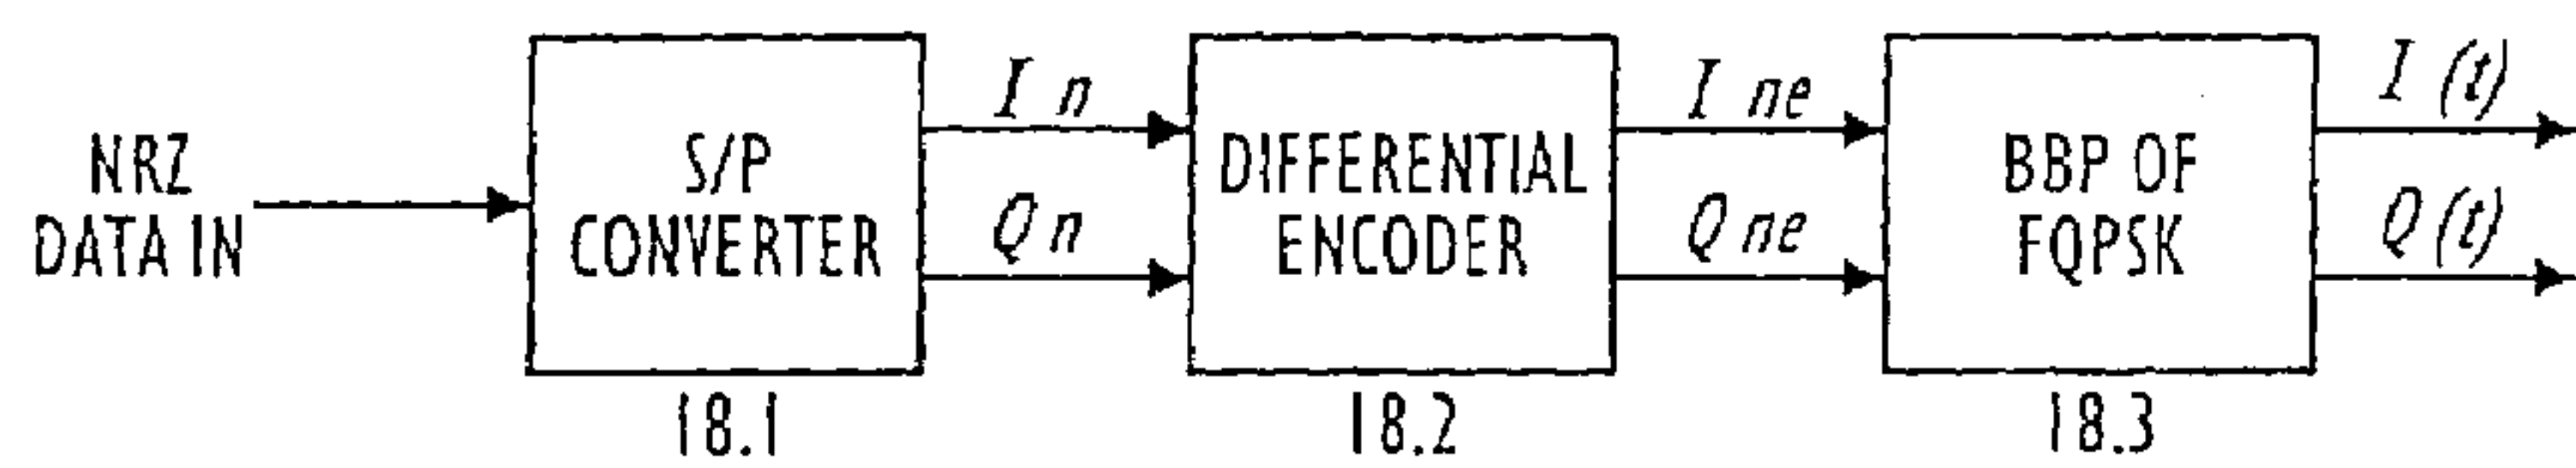 NRZ
DATA IN
S/P
CONVERTER
18.1
I n
Q n
DIFFERENTIAL
ENCODER
18.2
I ne
Q ne
BBP OF
FQPSK
18.3
I (t)
Q (t)